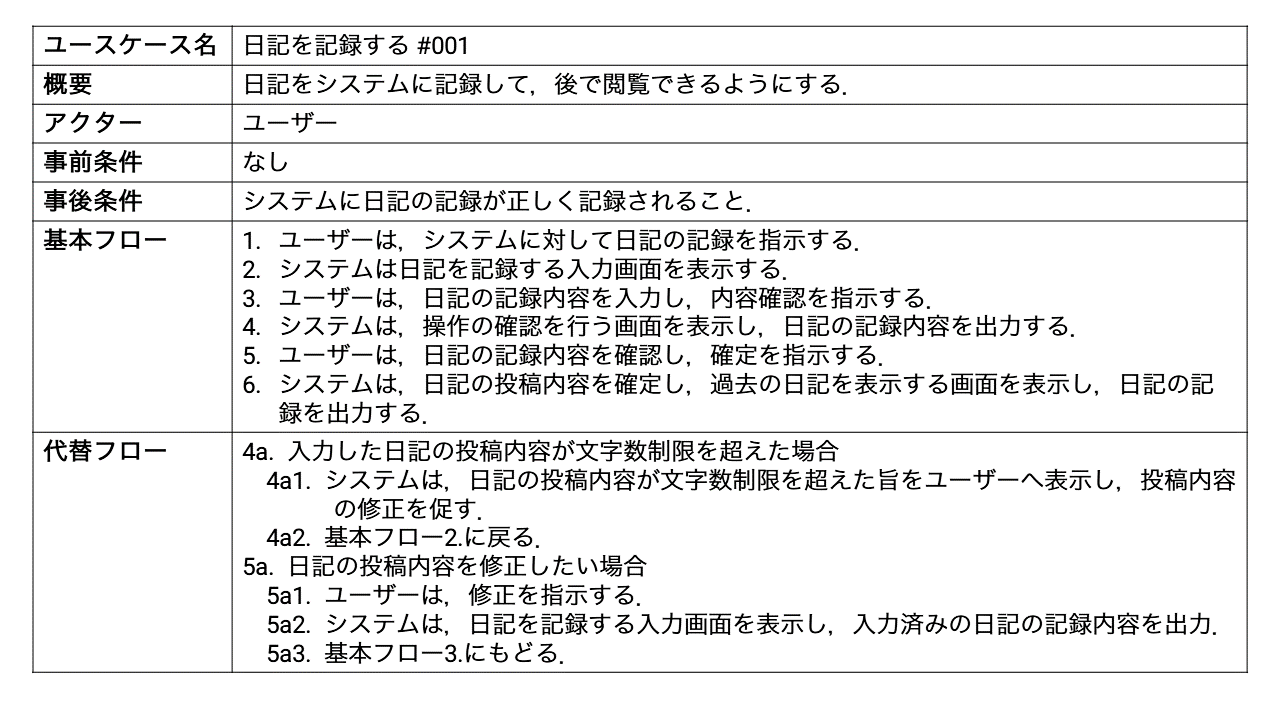 ユースケース名 日記を記録する #001
概要 日記をシステムに記録して，後で閲覧できるようにする．
アクター ユーザー
事前条件 なし
事後条件 システムに日記の記録が正しく記録されること．
基本フロー 1. ユーザーは，システムに対して日記の記録を指示する．
2. システムは日記を記録する入力画面を表示する．
3. ユーザーは，日記の記録内容を入力し，内容確認を指示する．
4. システムは，操作の確認を行う画面を表示し，日記の記録内容を出力する．
5. ユーザーは，日記の記録内容を確認し，確定を指示する．
6. システムは，日記の投稿内容を確定し，過去の日記を表示する画面を表示し，日記の記
録を出力する．
代替フロー 4a. 入力した日記の投稿内容が文字数制限を超えた場合
4a1. システムは，日記の投稿内容が文字数制限を超えた旨をユーザーへ表示し，投稿内容
の修正を促す．
4a2. 基本フロー2.に戻る．
5a. 日記の投稿内容を修正したい場合
5a1. ユーザーは，修正を指示する．
5a2. システムは，日記を記録する入力画面を表示し，入力済みの日記の記録内容を出力．
5a3. 基本フロー3.にもどる．